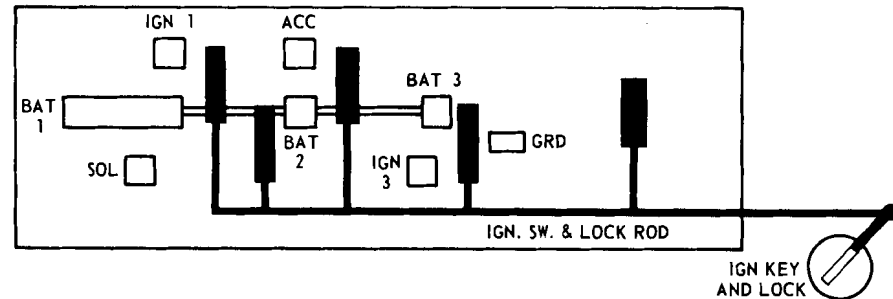 IGN 1
ACC
BAT 3
BAT
1
BAT
2
GRD
SOL
IGN
3
IGN. SW. & LOCK ROD
IGN KEY
AND LOCK